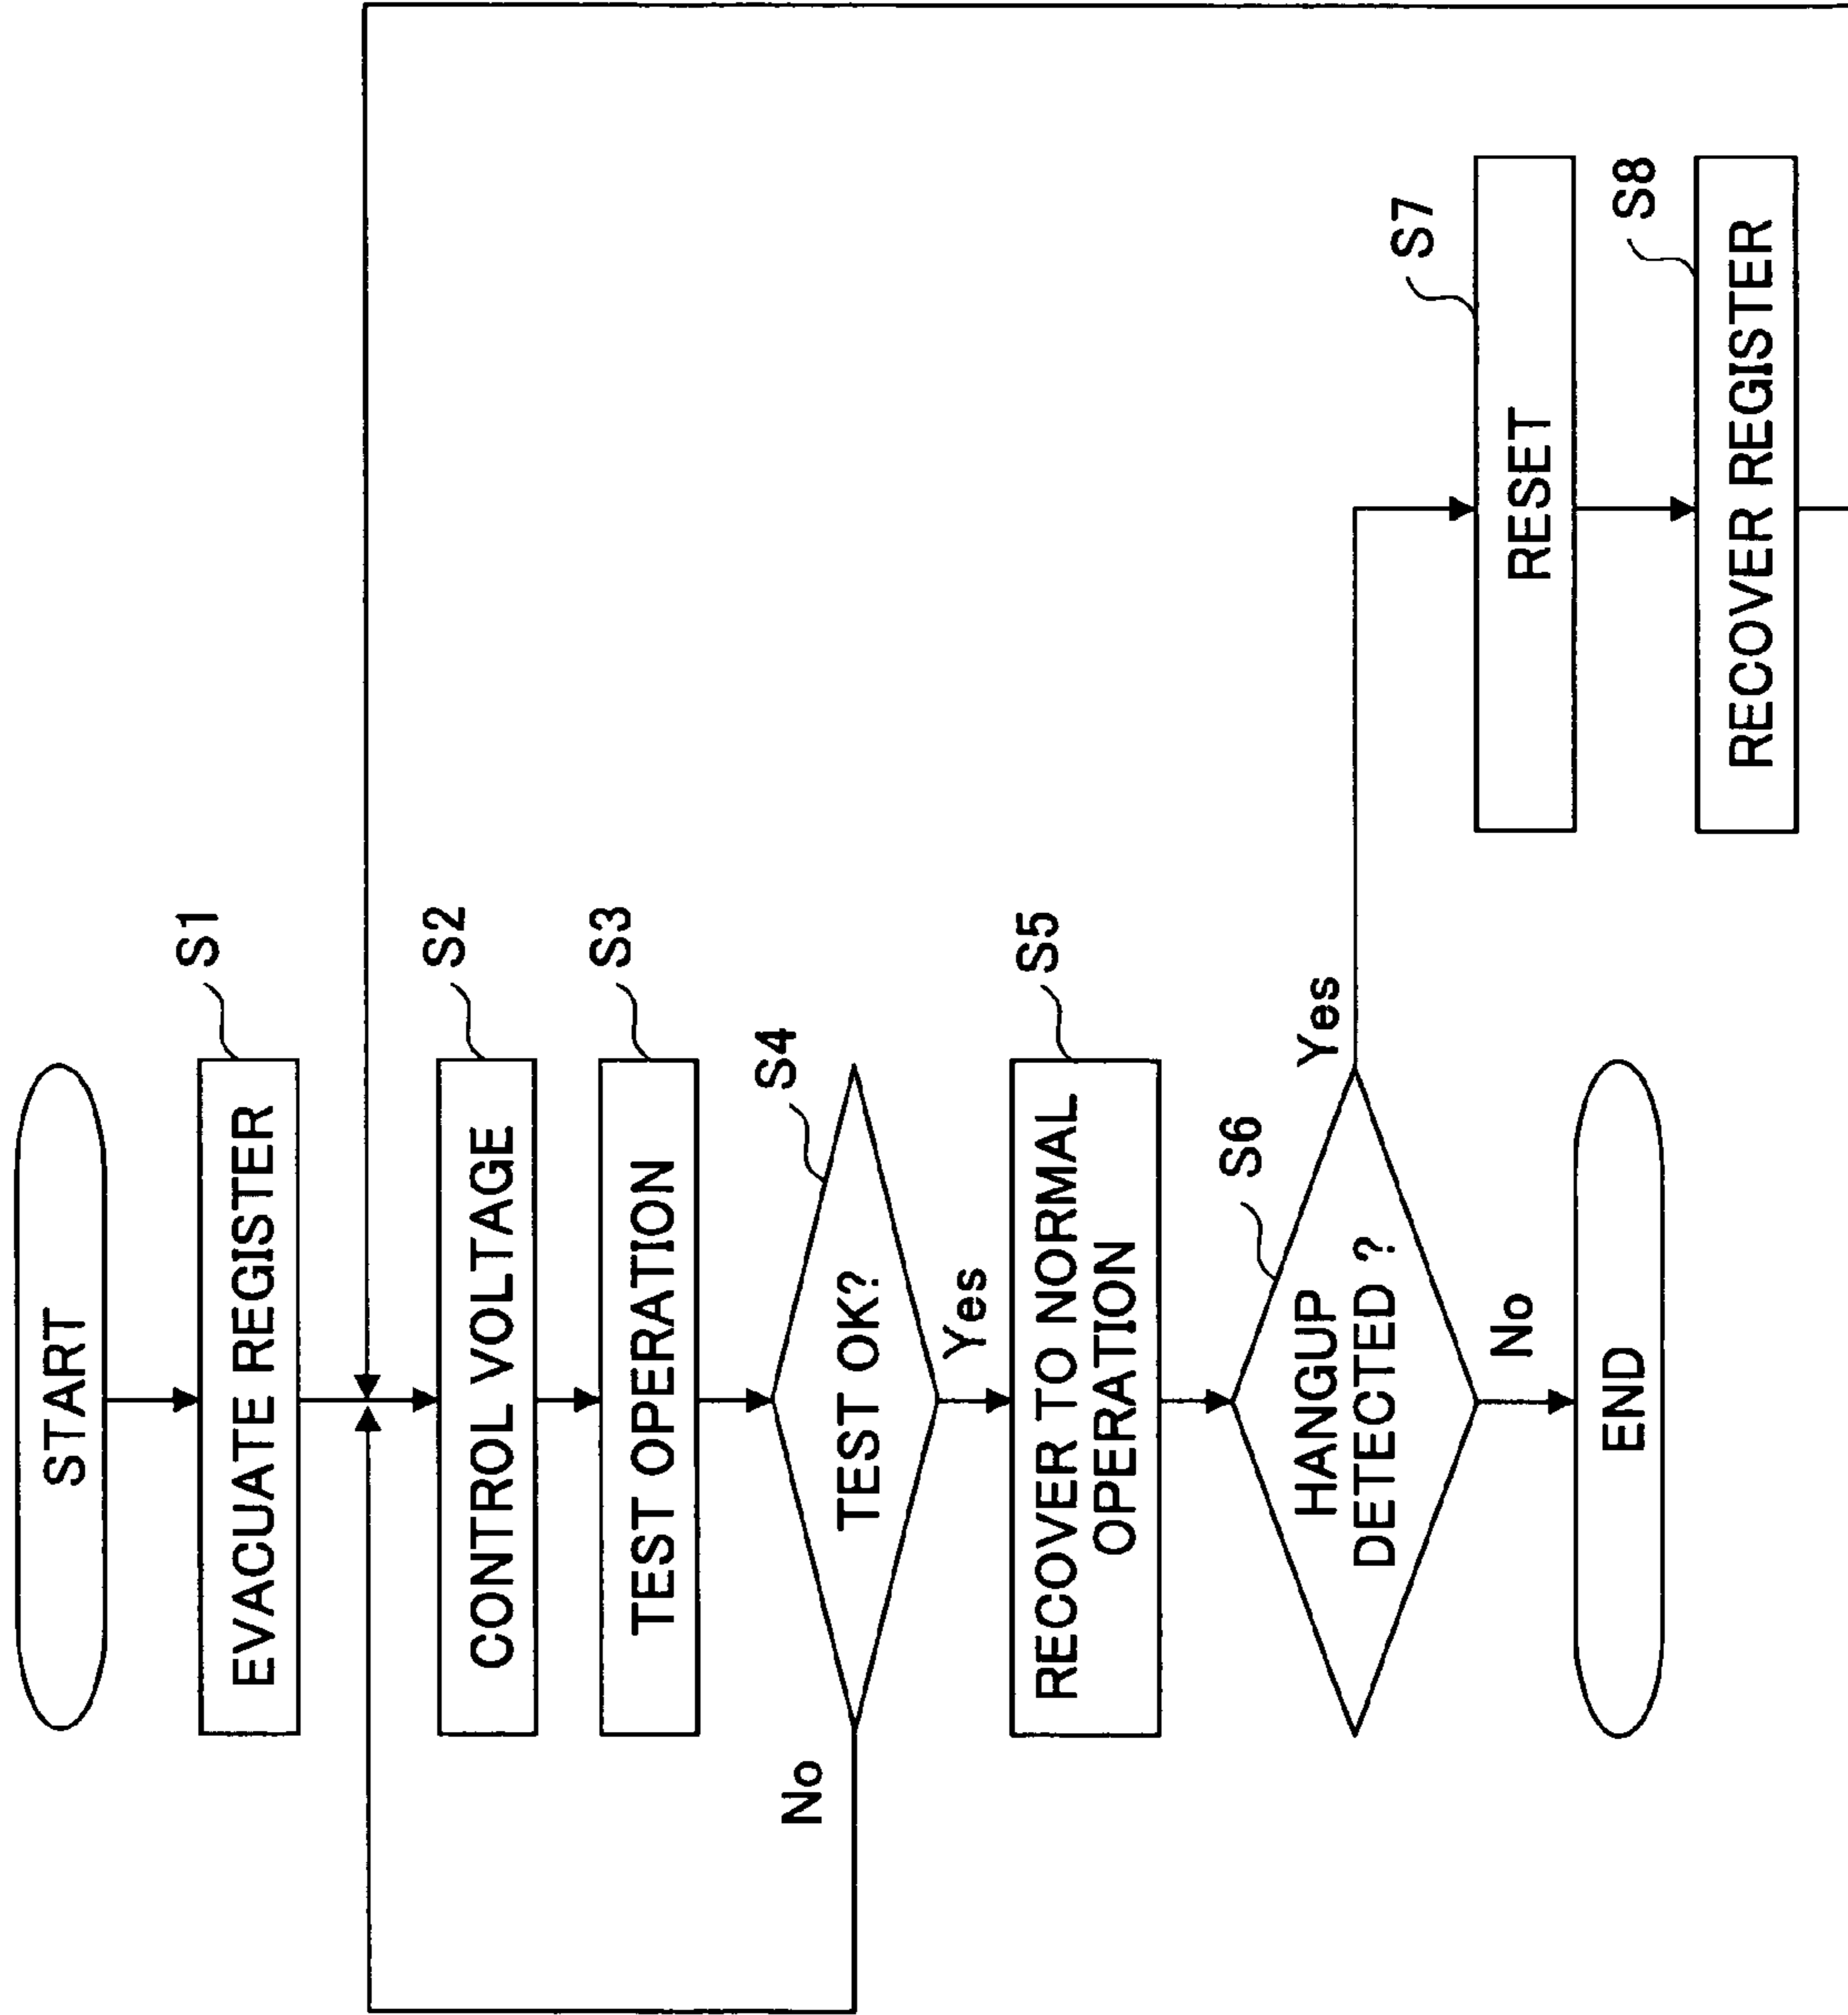 START
S1
EVACUATE REGISTER
S2
CONTROL VOLTAGE
S3
TEST OPERATION
S4
TEST OK?
No
Yes
S5
RECOVER TO NORMAL
OPERATION
S6
HANGUP
DETECTED ?
Yes
No
END
S7
RESET
S8
RECOVER REGISTER